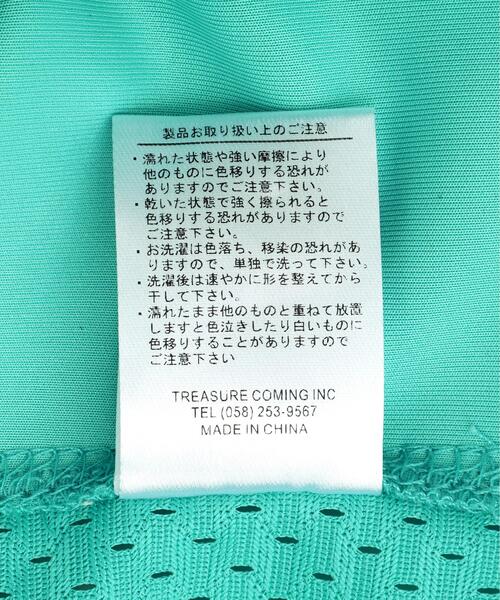 製品お取り扱い上のご注意
・濡れた状態や強い摩擦により
他のものに色移りする恐れが
ありますのでご注意下さい。
・乾いた状態で強く擦られると
色移りする恐れがありますので
ご注意下さい。
・お洗濯は色落ち、移染の恐れがあ
りますので、単独で洗って下さい。
・洗濯後は速やかに形を整えてから
干して下さい。
・濡れたまま他のものと重ねて放置
しますと色泣きしたり白いものに
色移りすることがありますので
ご注意下さい
TREASURE COMING INC
TEL (058) 253-9567
MADE IN CHINA